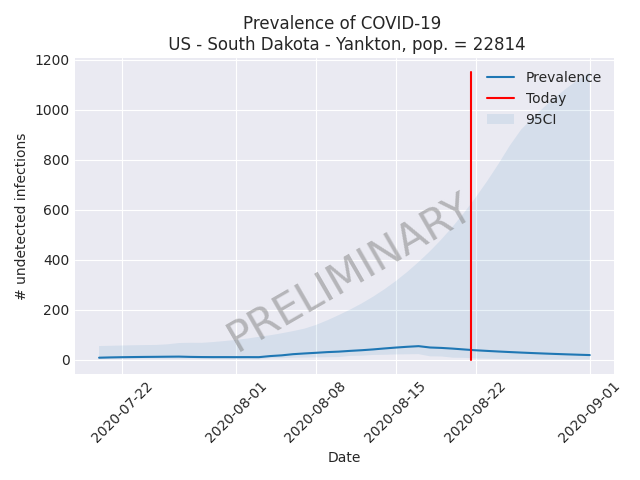 Prevalence of COVID-19
US - South Dakota - Yankton, pop. = 22814
1200
1000
800
600
400
200
0
# undetected infections
Prevalence
Today
95CI
PRELIMINARY
2020-07-22
2020-08-01
2020-08-08
2020-08-15
2020-08-22
2020-09-01
Date